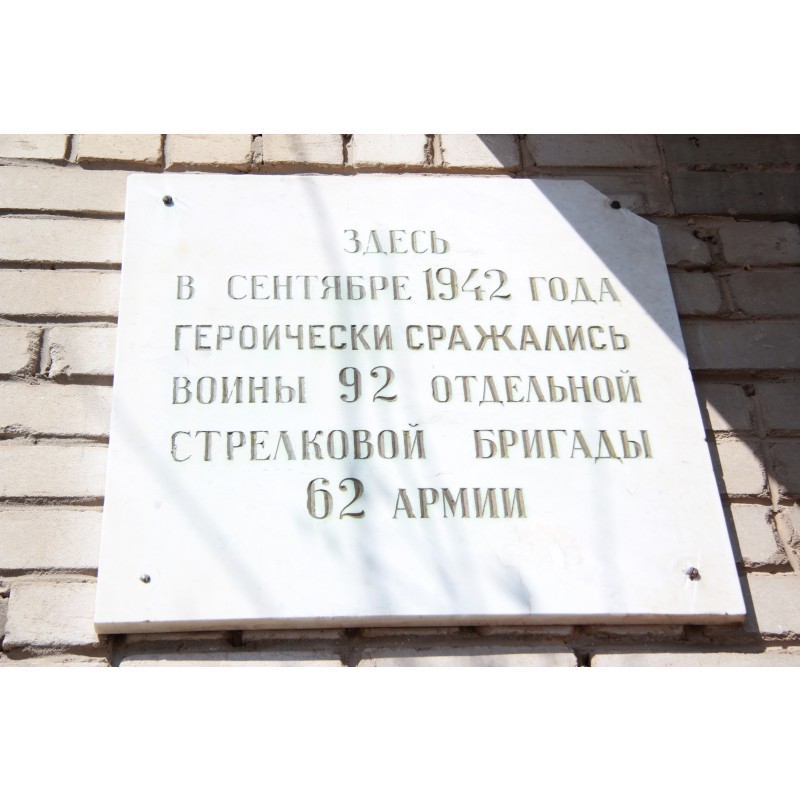 ЗДЕСЬ
В СЕНТЯБРЕ 1942 ГОДА
ГЕРОИЧЕСКИ СРАЖАЛИСЬ
ВОИНЫ 92 ОТДЕЛЬНОЙ
СТРЕЛКОВОЙ БРИГАДЫ
62 АРМИИ